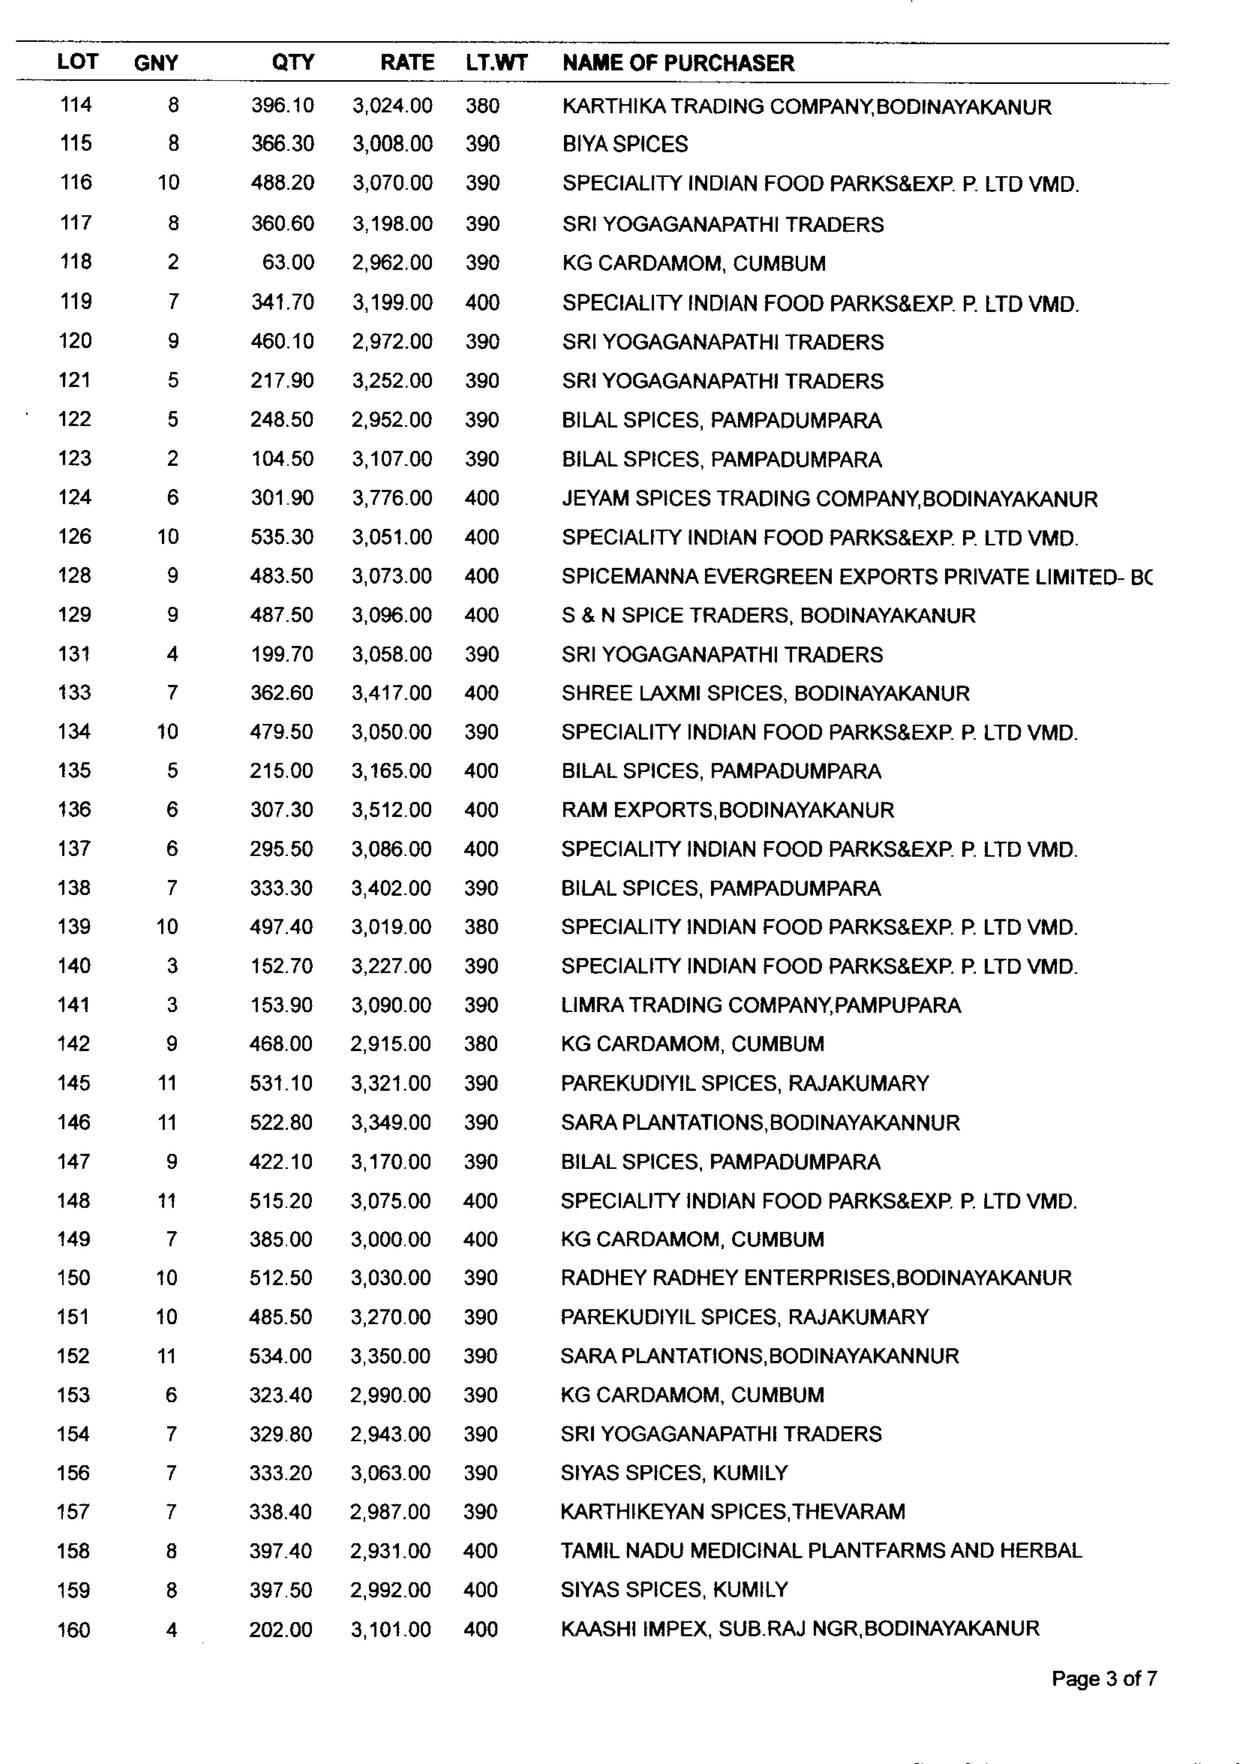 LOT GNY QTY RATE LT.WT NAME OF PURCHASER
114 8 396.10 3,024.00 380 KARTHIKA TRADING COMPANY,BODINAYAKANUR
115 8 366.30 3,008.00 390 BIYA SPICES
116 10 488.20 3,070.00 390 SPECIALITY INDIAN FOOD PARKS&EXP. P. LTD VMD.
117 8 360.60 3,198.00 390 SRI YOGAGANAPATHI TRADERS
118 2 63.00 2,962.00 390 KG CARDAMOM, CUMBUM
119 7 341.70 3,199.00 400 SPECIALITY INDIAN FOOD PARKS&EXP. P. LTD VMD.
120 9 460.10 2,972.00 390 SRI YOGAGANAPATHI TRADERS
121 5 217.90 3,252.00 390 SRI YOGAGANAPATHI TRADERS
122 5 248.50 2,952.00 390 BILAL SPICES, PAMPADUMPARA
123 2 104.50 3,107.00 390 BILAL SPICES, PAMPADUMPARA
124 6 301.90 3,776.00 400 JEYAM SPICES TRADING COMPANY,BODINAYAKANUR
126 10 535.30 3,051.00 400 SPECIALITY INDIAN FOOD PARKS&EXP. P. LTD VMD.
128 9 483.50 3,073.00 400 SPICEMANNA EVERGREEN EXPORTS PRIVATE LIMITED- BC
129 9 487.50 3,096.00 400 S & N SPICE TRADERS, BODINAYAKANUR
131 4 199.70 3,058.00 390 SRI YOGAGANAPATHI TRADERS
133 7 362.60 3,417.00 400 SHREE LAXMI SPICES, BODINAYAKANUR
134 10 479.50 3,050.00 390 SPECIALITY INDIAN FOOD PARKS&EXP. P. LTD VMD.
135 5 215.00 3,165.00 400 BILAL SPICES, PAMPADUMPARA
136 6 307.30 3,512.00 400 RAM EXPORTS,BODINAYAKANUR
137 6 295.50 3,086.00 400 SPECIALITY INDIAN FOOD PARKS&EXP. P. LTD VMD.
138 7 333.30 3,402.00 390 BILAL SPICES, PAMPADUMPARA
139 10 497.40 3,019.00 380 SPECIALITY INDIAN FOOD PARKS&EXP. P. LTD VMD.
140 3 152.70 3,227.00 390 SPECIALITY INDIAN FOOD PARKS&EXP. P. LTD VMD.
141 3 153.90 3,090.00 390 LIMRA TRADING COMPANY,PAMPUPARA
142 9 468.00 2,915.00 380 KG CARDAMOM, CUMBUM
145 11 531.10 3,321.00 390 PAREKUDIYIL SPICES, RAJAKUMARY
146 11 522.80 3,349.00 390 SARA PLANTATIONS,BODINAYAKANNUR
147 9 422.10 3,170.00 390 BILAL SPICES, PAMPADUMPARA
148 11 515.20 3,075.00 400 SPECIALITY INDIAN FOOD PARKS&EXP. P. LTD VMD.
149 7 385.00 3,000.00 400 KG CARDAMOM, CUMBUM
150 10 512.50 3,030.00 390 RADHEY RADHEY ENTERPRISES,BODINAYAKANUR
151 10 485.50 3,270.00 390 PAREKUDIYIL SPICES, RAJAKUMARY
152 11 534.00 3,350.00 390 SARA PLANTATIONS,BODINAYAKANNUR
153 6 323.40 2,990.00 390 KG CARDAMOM, CUMBUM
154 7 329.80 2,943.00 390 SRI YOGAGANAPATHI TRADERS
156 7 333.20 3,063.00 390 SIYAS SPICES, KUMILY
157 7 338.40 2,987.00 390 KARTHIKEYAN SPICES,THEVARAM
158 8 397.40 2,931.00 400 TAMIL NADU MEDICINAL PLANTFARMS AND HERBAL
159 8 397.50 2,992.00 400 SIYAS SPICES, KUMILY
160 4 202.00 3,101.00 400 KAASHI IMPEX, SUB.RAJ NGR,BODINAYAKANUR
Page 3 of 7